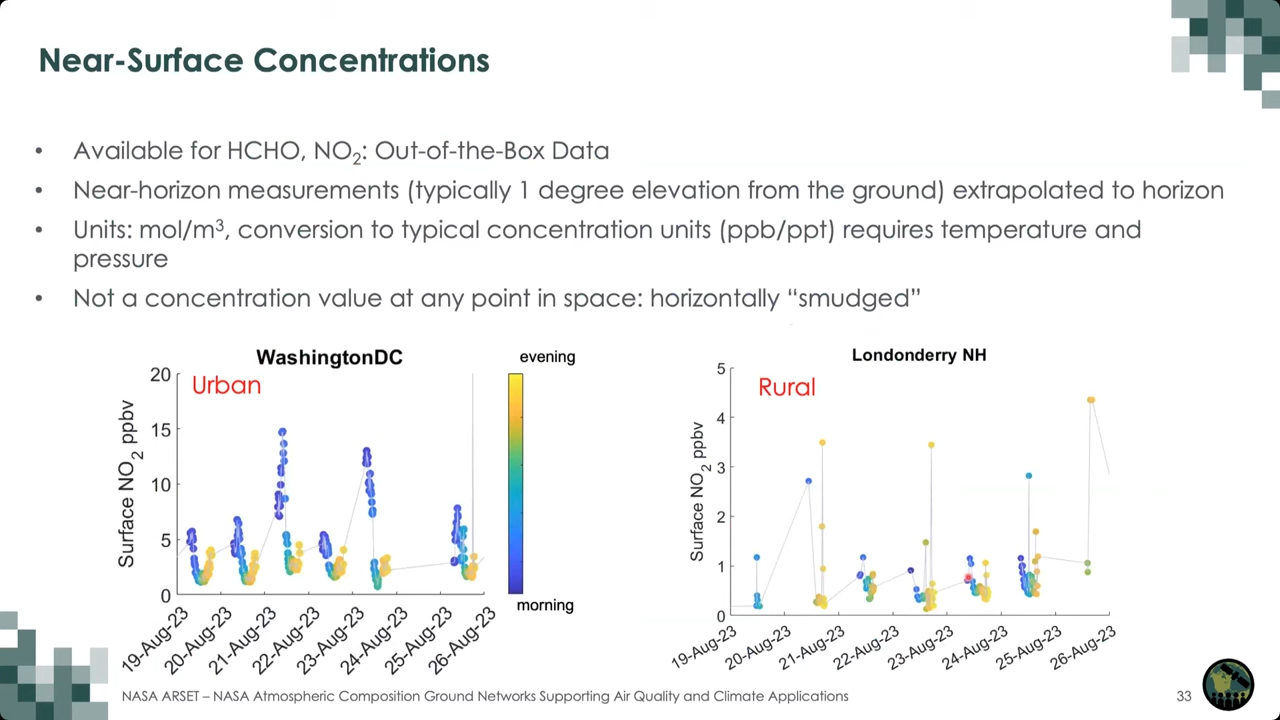 Near-Surface Concentrations
• Available for HCHO, NO2: Out-of-the-Box Data
• Near-horizon measurements (typically 1 degree elevation from the ground) extrapolated to horizon
• Units: mol/m3, conversion to typical concentration units (ppb/ppt) requires temperature and
pressure
• Not a concentration value at any point in space: horizontally “smudged”
WashingtonDC
Urban
Surface NO2 ppbv
20
15
10
5
0
19-Aug-23
20-Aug-23
21-Aug-23
22-Aug-23
23-Aug-23
24-Aug-23
25-Aug-23
26-Aug-23
evening
morning
Londonderry NH
Rural
Surface NO2 ppbv
5
4
3
2
1
0
19-Aug-23
20-Aug-23
21-Aug-23
22-Aug-23
23-Aug-23
24-Aug-23
25-Aug-23
26-Aug-23
NASA ARSET – NASA Atmospheric Composition Ground Networks Supporting Air Quality and Climate Applications
33